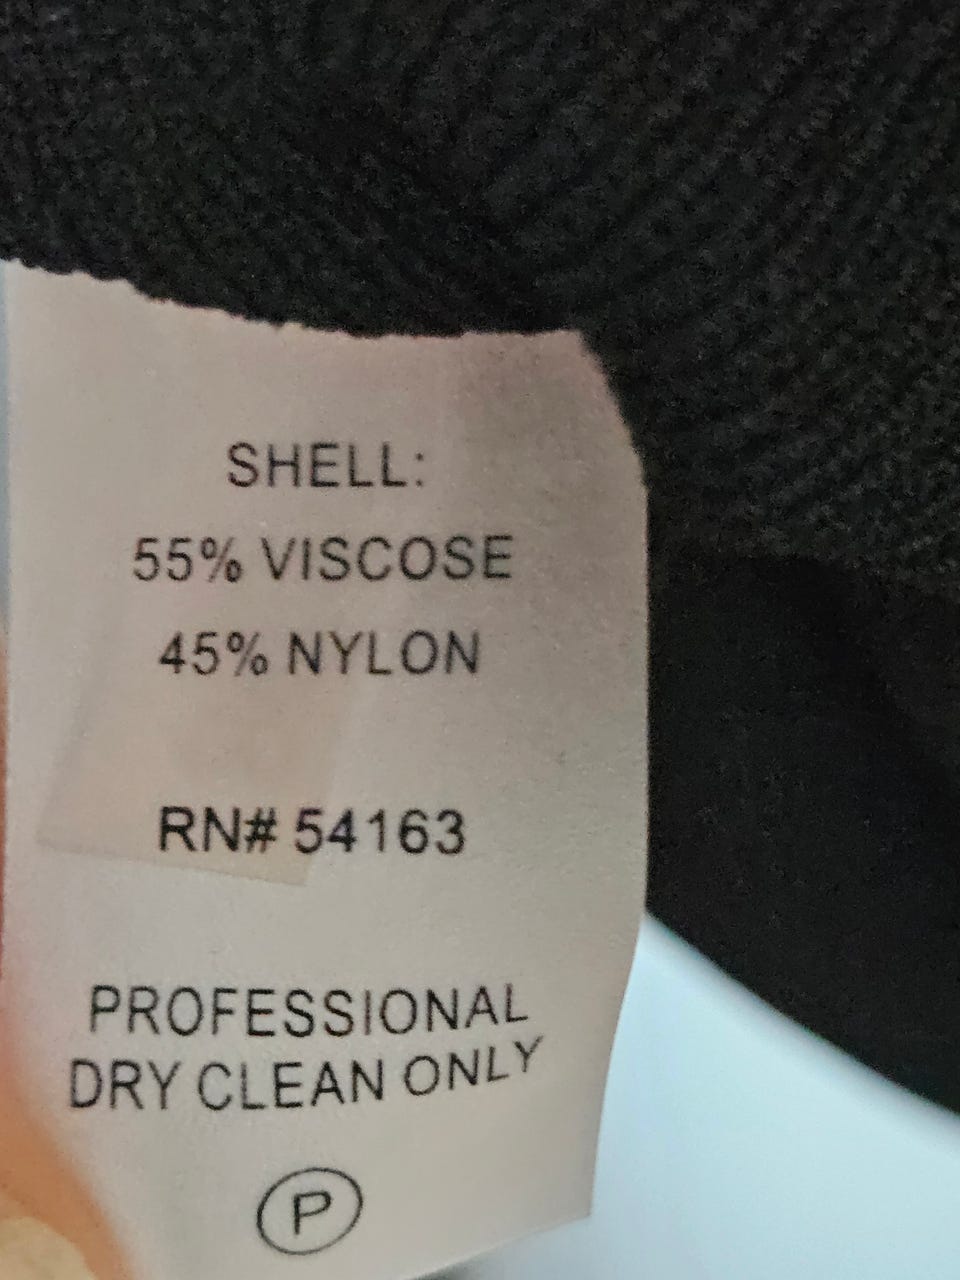 SHELL:
55% VISCOSE
45% NYLON
RN# 54163
PROFESSIONAL
DRY CLEAN ONLY
P